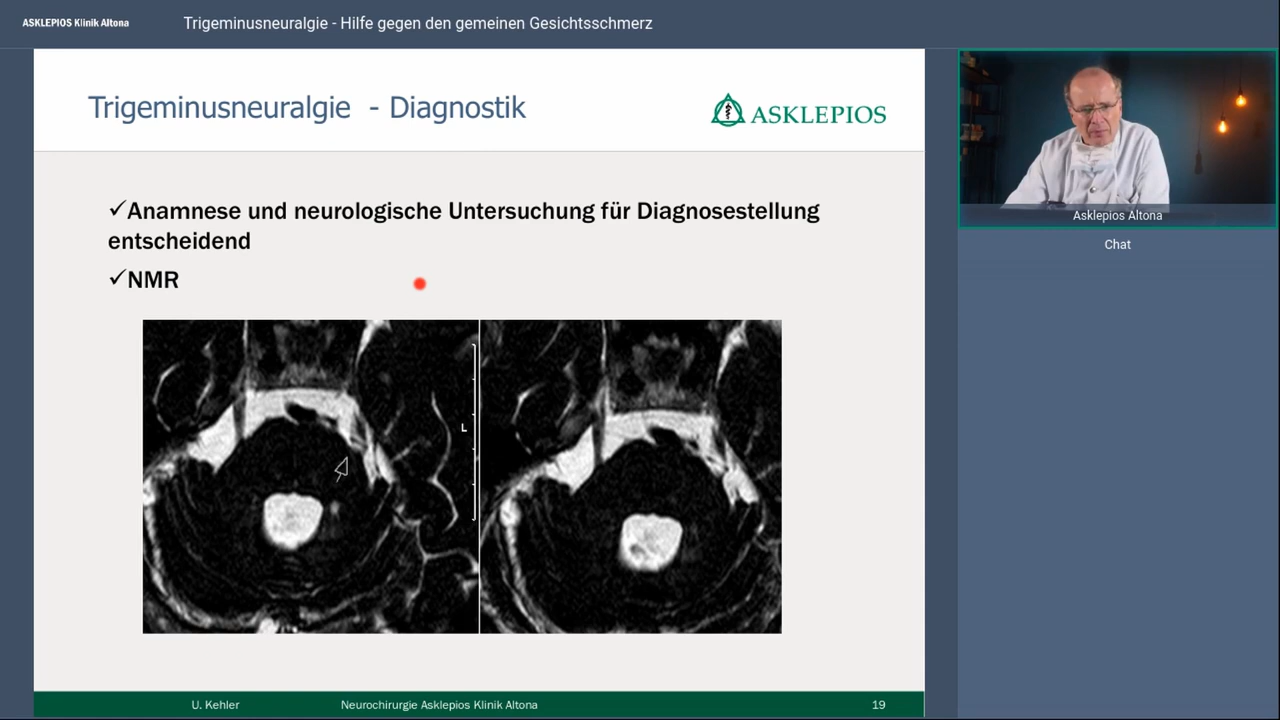 ASKLEPIOS Klinik Altona
Trigeminusneuralgie - Hilfe gegen den gemeinen Gesichtsschmerz
Trigeminusneuralgie - Diagnostik
ASKLEPIOS
✓Anamnese und neurologische Untersuchung für Diagnosestellung
entscheidend
✓NMR
L
Asklepios Altona
Chat
U. Kehler
Neurochirurgie Asklepios Klinik Altona
19